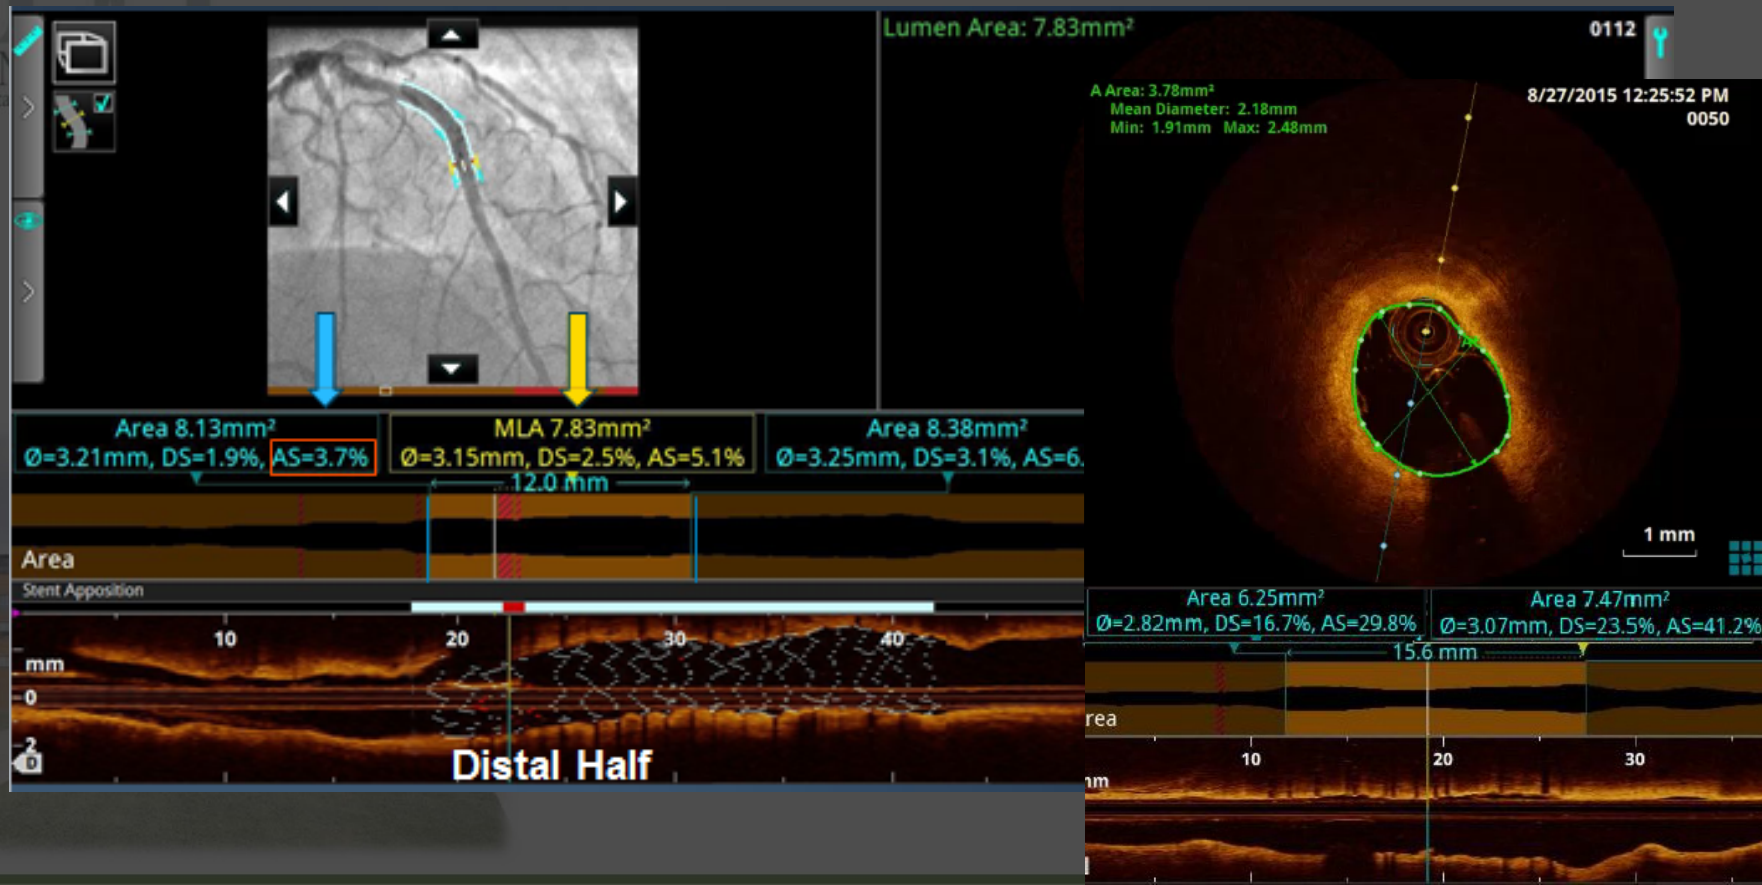 Lumen Area: 7.83mm²
0112
Area 8.13mm²
Ø=3.21mm, DS=1.9%, AS=3.7%
MLA 7.83mm²
Ø=3.15mm, DS=2.5%, AS=5.1%
Area 8.38mm²
Ø=3.25mm, DS=3.1%, AS=6.
12.0 mm
Area
Stent Apposition
10 20 30 40
mm
0
2
D
Distal Half
A Area: 3.78mm²
Mean Diameter: 2.18mm
Min: 1.91mm Max: 2.48mm
8/27/2015 12:25:52 PM
0050
1 mm
Area 6.25mm²
Ø=2.82mm, DS=16.7%, AS=29.8%
Area 7.47mm²
Ø=3.07mm, DS=23.5%, AS=41.2%
15.6 mm
rea
10 20 30